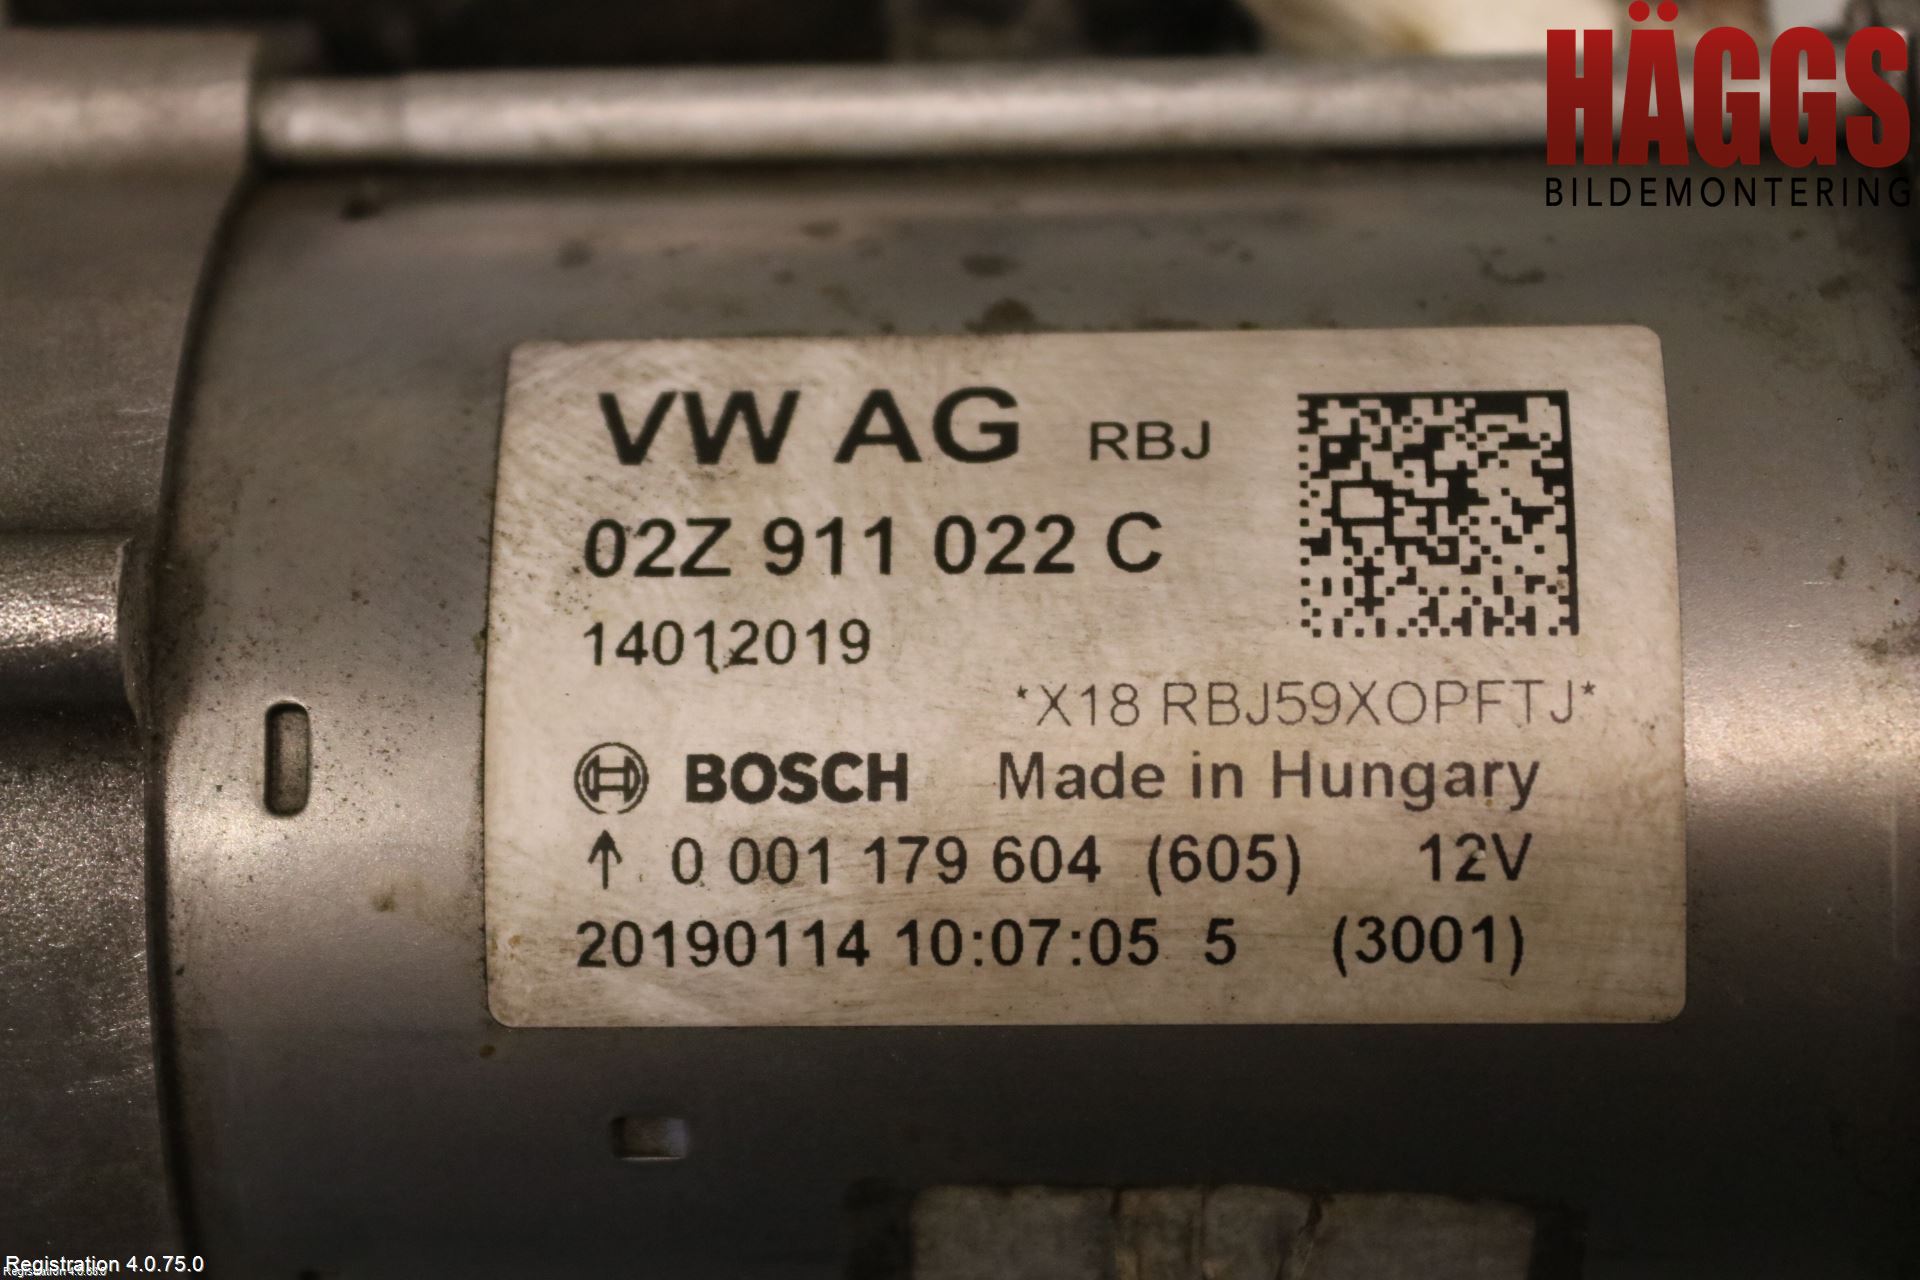 HÄGGS
BILDEMONTERING
VW AG RBJ
02Z 911 022 C
14012019
*X18 RBJ59XOPFTJ*
BOSCH Made in Hungary
↑ 0 001 179 604 (605) 12V
20190114 10:07:05 5 (3001)
Registration 4.0.75.0